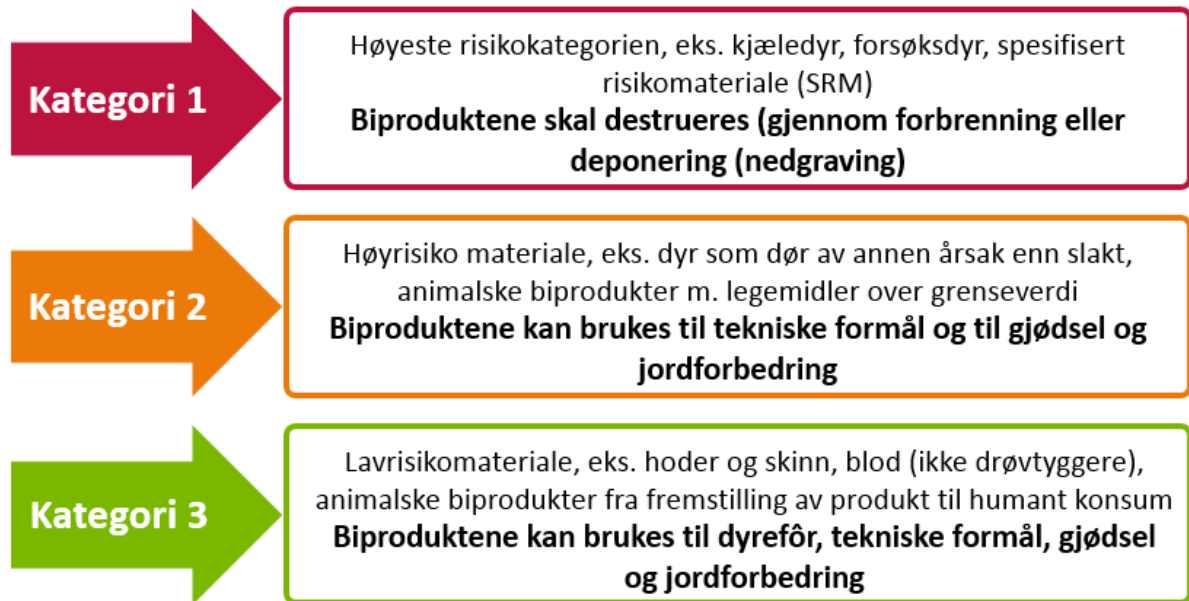 Kategori 1
Høyeste risikokategorien, eks. kjæledyr, forsøksdyr, spesifisert
risikomateriale (SRM)
Biproduktene skal destrueres (gjennom forbrenning eller
deponering (nedgraving)
Kategori 2
Høyrisiko materiale, eks. dyr som dør av annen årsak enn slakt,
animalske biprodukter m. legemidler over grenseverdi
Biproduktene kan brukes til tekniske formål og til gjødsel og
jordforbedring
Kategori 3
Lavrisikomateriale, eks. hoder og skinn, blod (ikke drøvtyggere),
animalske biprodukter fra fremstilling av produkt til humant konsum
Biproduktene kan brukes til dyrefôr, tekniske formål, gjødsel
og jordforbedring